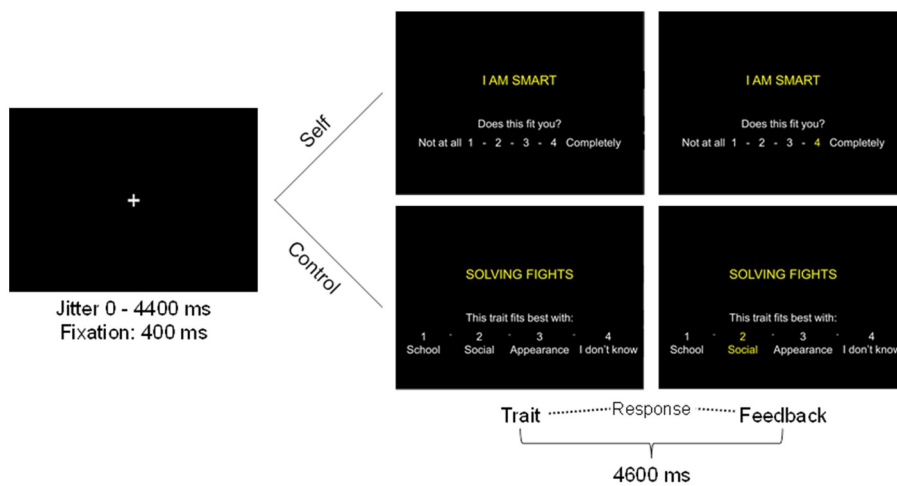 +
Jitter 0 - 4400 ms
Fixation: 400 ms
Self
Control
I AM SMART
Does this fit you?
Not at all 1 - 2 - 3 - 4 Completely
I AM SMART
Does this fit you?
Not at all 1 - 2 - 3 - 4 Completely
SOLVING FIGHTS
This trait fits best with:
1 - 2 - 3 - 4
School Social Appearance I don't know
SOLVING FIGHTS
This trait fits best with:
1 - 2 - 3 - 4
School Social Appearance I don't know
Trait Response Feedback
4600 ms